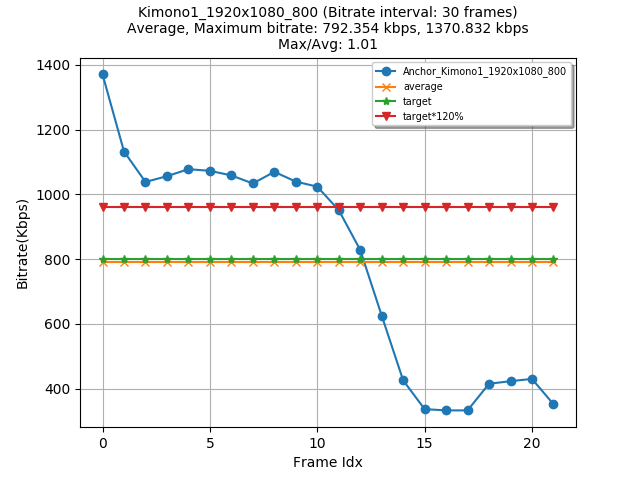 Kimono1_1920x1080_800 (Bitrate interval: 30 frames)
Average, Maximum bitrate: 792.354 kbps, 1370.832 kbps
Max/Avg: 1.01
Anchor_Kimono1_1920x1080_800
average
target
target*120%
Bitrate(Kbps)
1400
1200
1000
800
600
400
0 5 10 15 20
Frame Idx